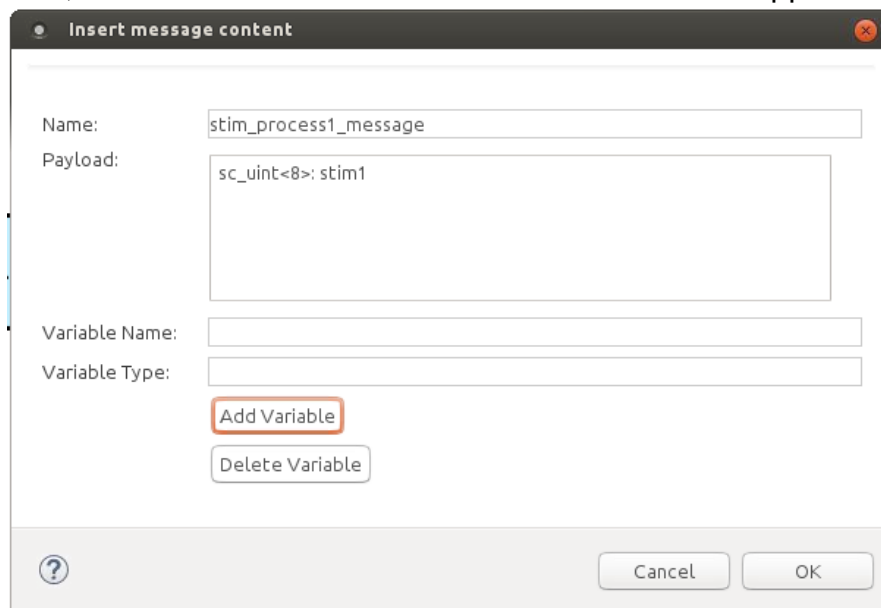 Insert message content
Name: stim_process1_message
Payload: sc_uint<8>: stim1
Variable Name:
Variable Type:
Add Variable
Delete Variable
? Cancel OK